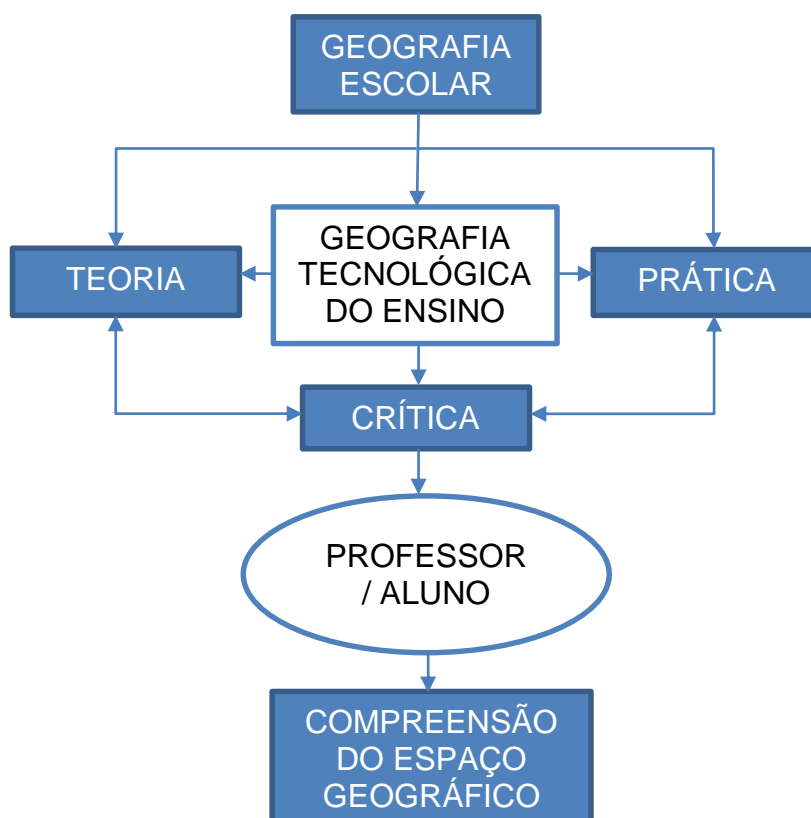 GEOGRAFIA
ESCOLAR
TEORIA
GEOGRAFIA
TECNOLÓGICA
DO ENSINO
PRÁTICA
CRÍTICA
PROFESSOR
/ ALUNO
COMPREENSÃO
DO ESPAÇO
GEOGRÁFICO